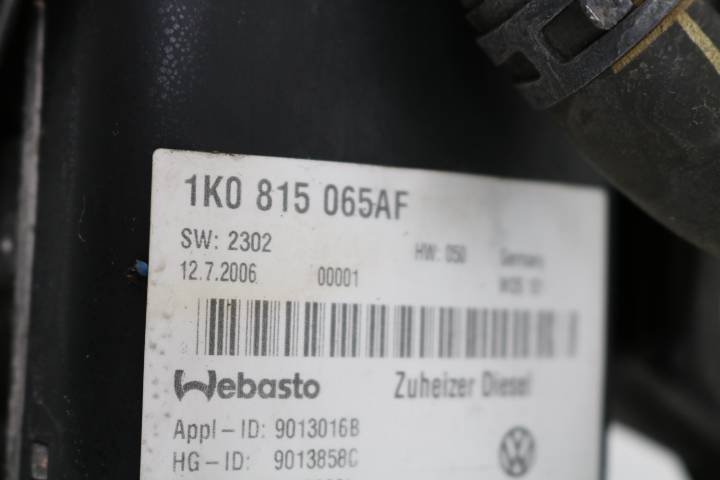 1K0 815 065AF
SW: 2302 HW: 050 Germany
12.7.2006 00001
Webasto Zuheizer Diesel
Appl-ID: 9013016B
HG-ID: 9013858C